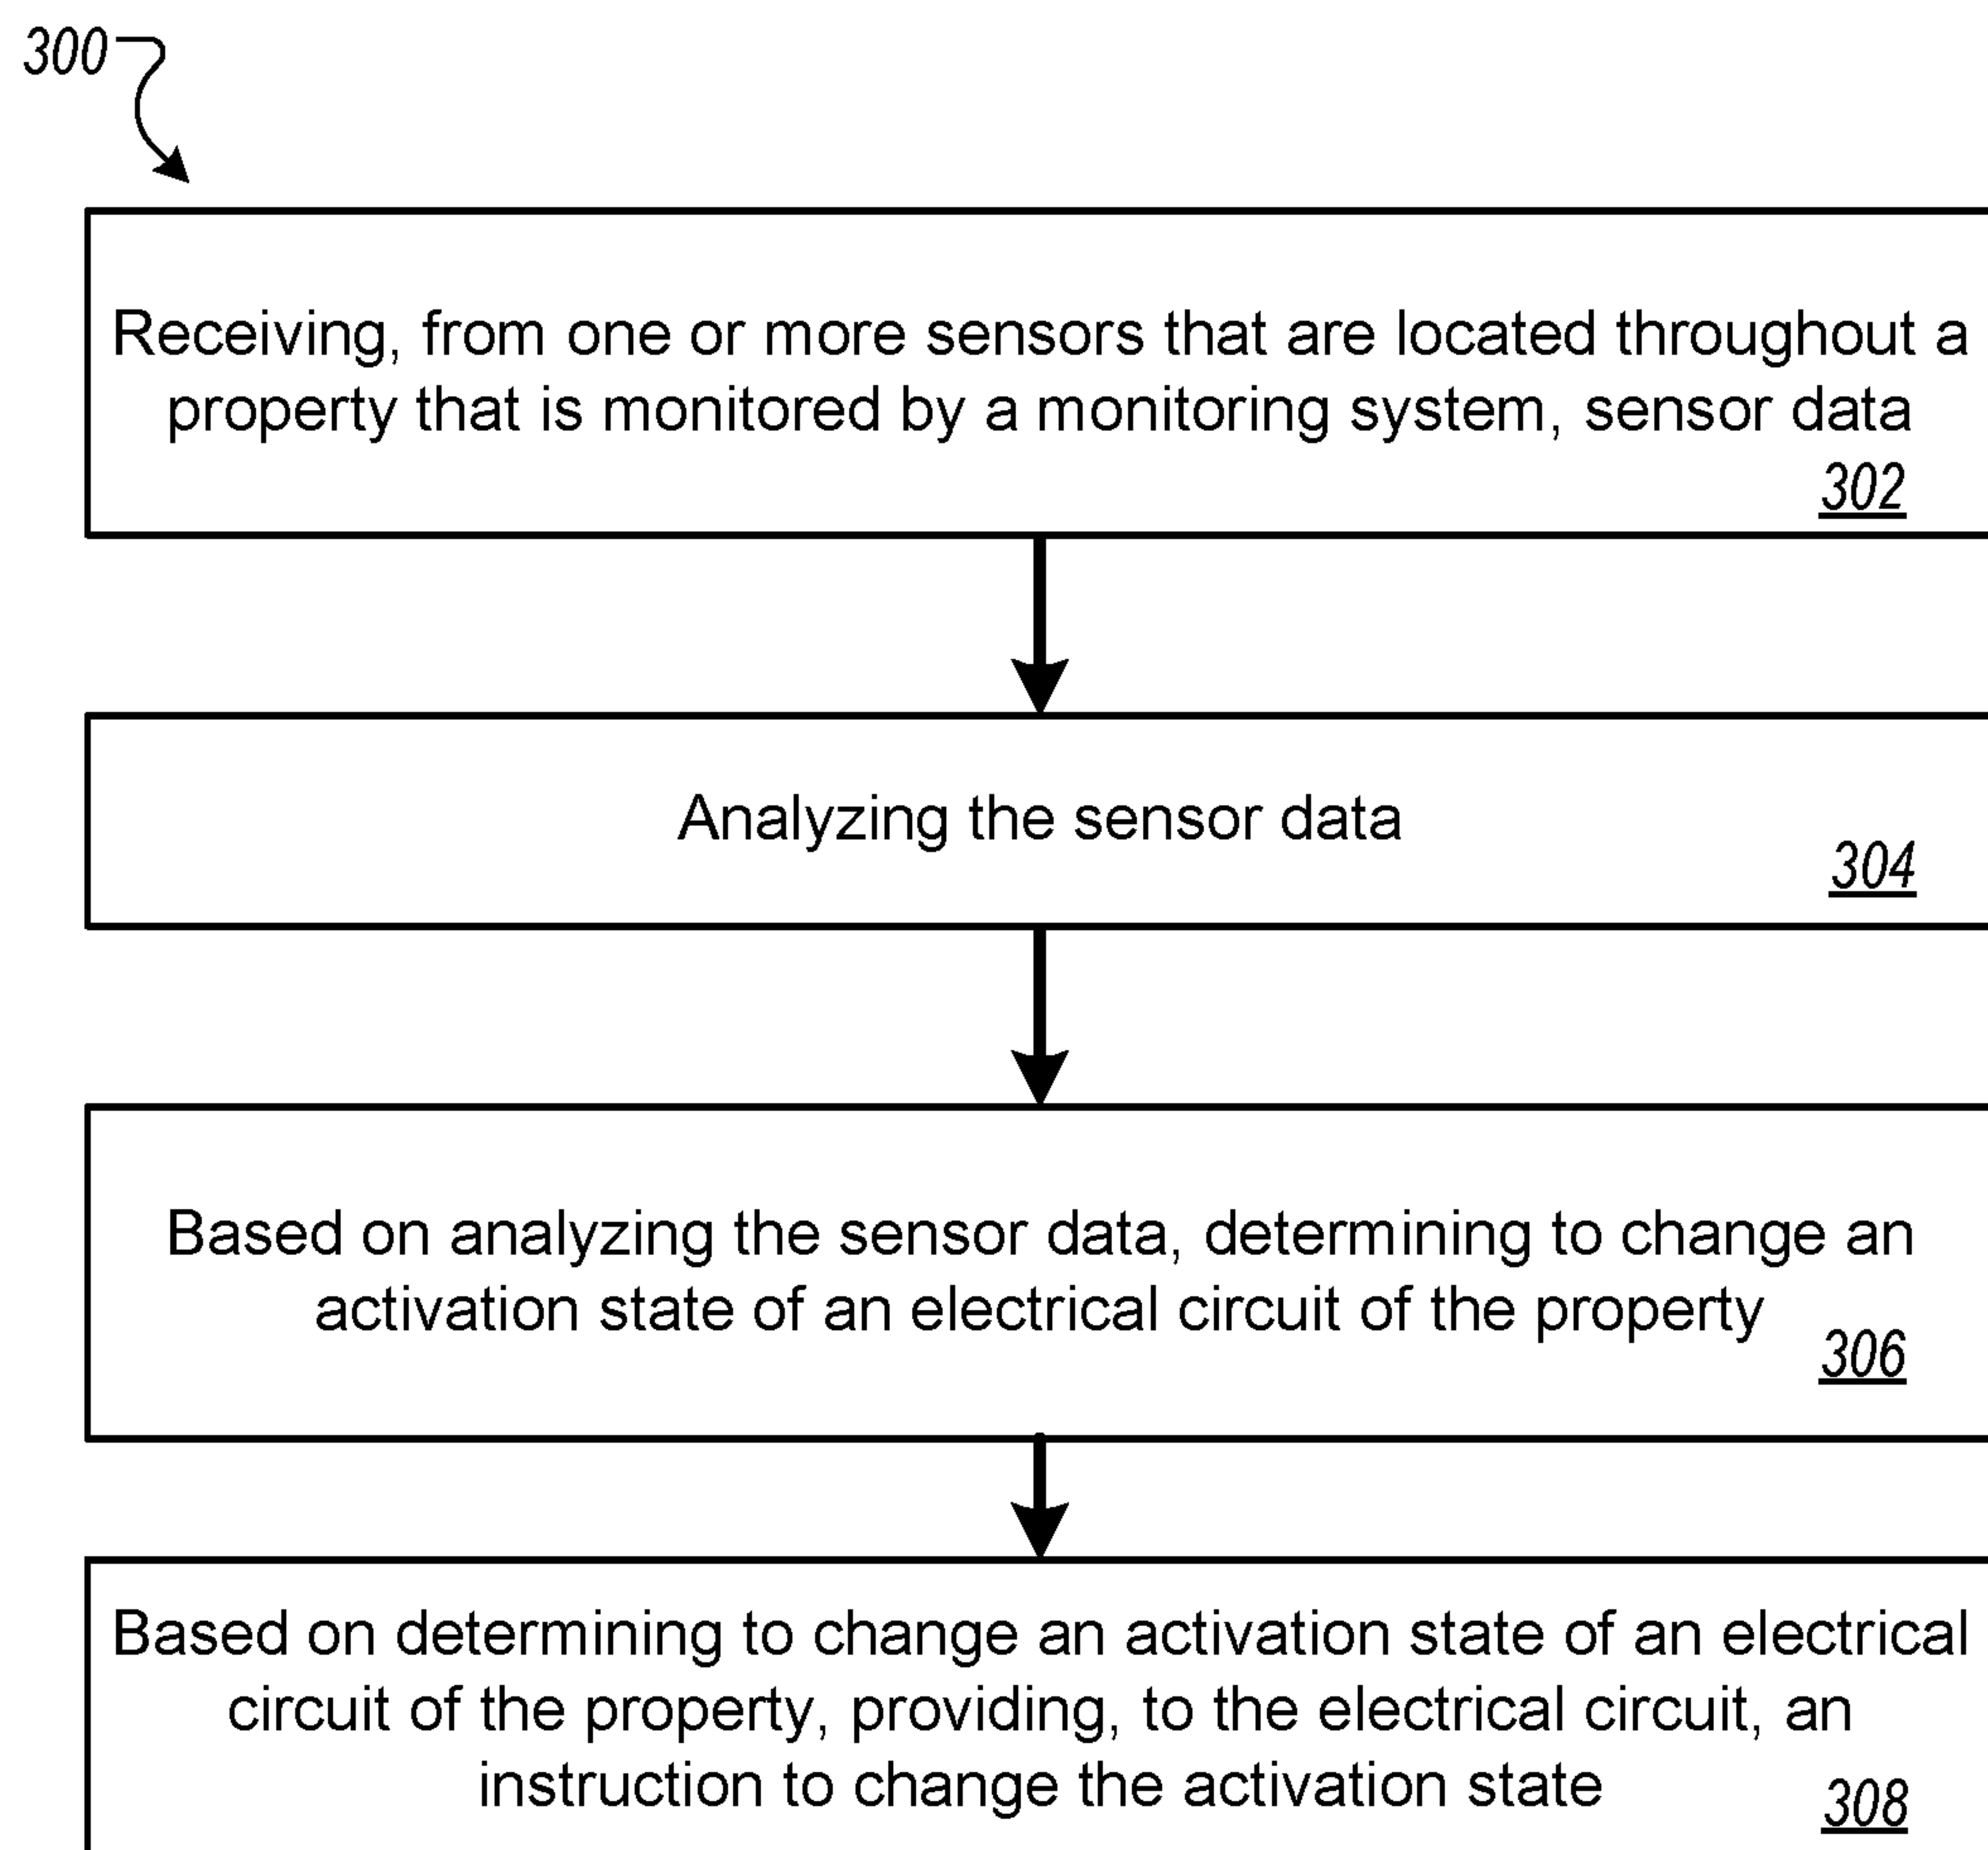 300
Receiving, from one or more sensors that are located throughout a
property that is monitored by a monitoring system, sensor data
302
Analyzing the sensor data
304
Based on analyzing the sensor data, determining to change an
activation state of an electrical circuit of the property
306
Based on determining to change an activation state of an electrical
circuit of the property, providing, to the electrical circuit, an
instruction to change the activation state
308